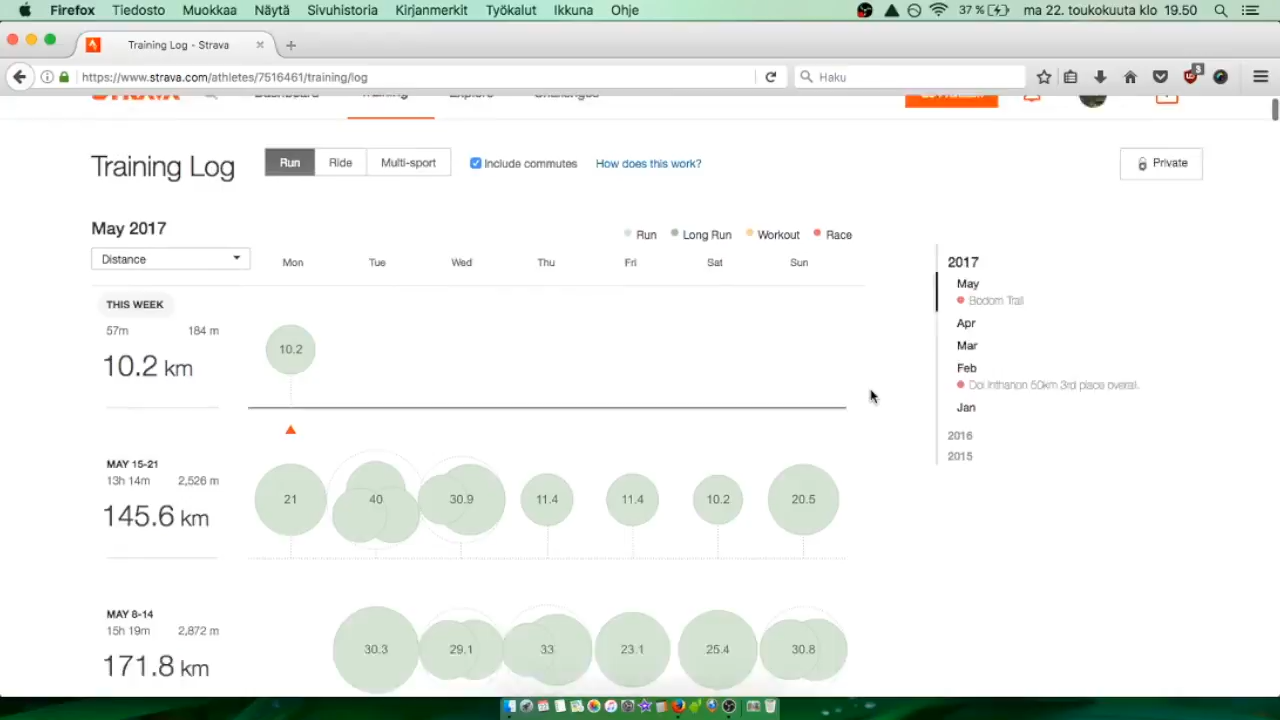 Firefox Tiedosto Muokkaa Näytä Sivuhistoria Kirjanmerkit Työkalut Ikkuna Ohje 37 % ma 22. toukokuuta klo 19.50
Training Log - Strava
https://www.strava.com/athletes/7516461/training/log Haku 3
STRAVA Dashboard Training Explore Challenges
Training Log Run Ride Multi-sport Include commutes How does this work? Private
May 2017
Run Long Run Workout Race
Distance Mon Tue Wed Thu Fri Sat Sun
THIS WEEK
57m 184 m
10.2 km
10.2
MAY 15-21
13h 14m 2,526 m
145.6 km
21 40 30.9 11.4 11.4 10.2 20.5
MAY 8-14
15h 19m 2,872 m
171.8 km
30.3 29.1 33 23.1 25.4 30.8
2017
May
Bodom Trail
Apr
Mar
Feb
Doi Inthanon 50km 3rd place overall.
Jan
2016
2015